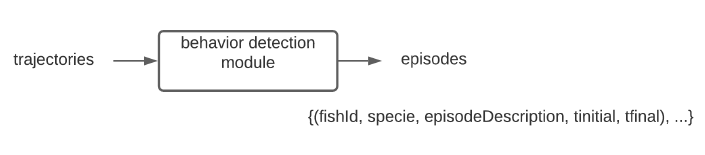 trajectories
behavior detection
module
episodes
{(fishId, specie, episodeDescription, tinitial, tfinal), ...}